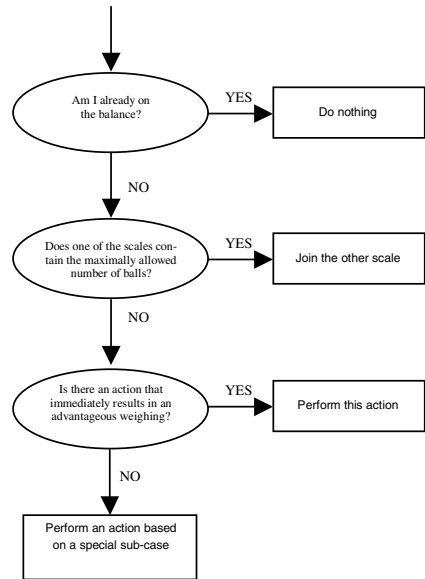 Am I already on
the balance?
YES
Do nothing
NO
Does one of the scales con-
tain the maximally allowed
number of balls?
YES
Join the other scale
NO
Is there an action that
immediately results in an
advantageous weighing?
YES
Perform this action
NO
Perform an action based
on a special sub-case